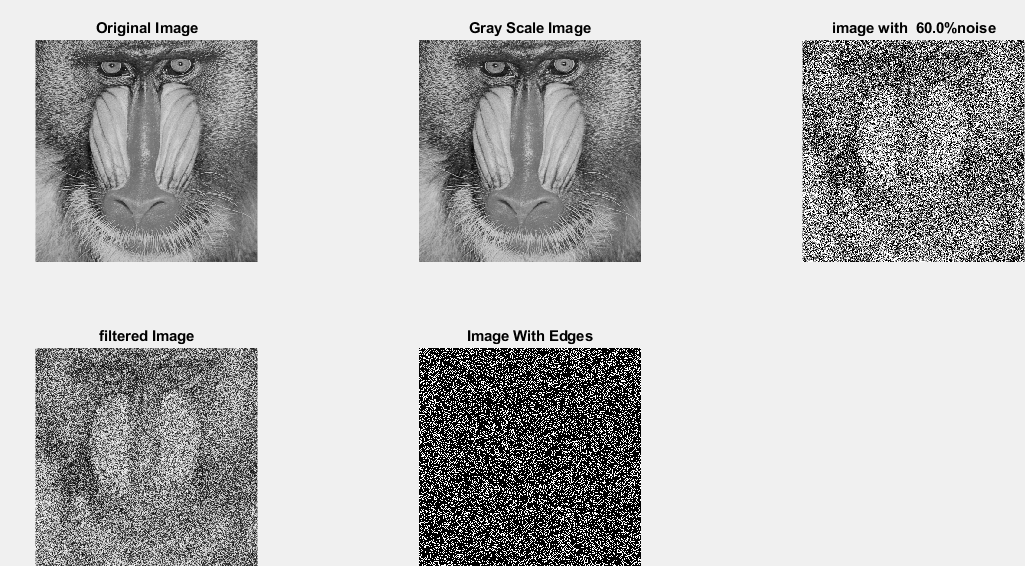 Original Image
Gray Scale Image
image with  60.0%noise
filtered Image
Image With Edges